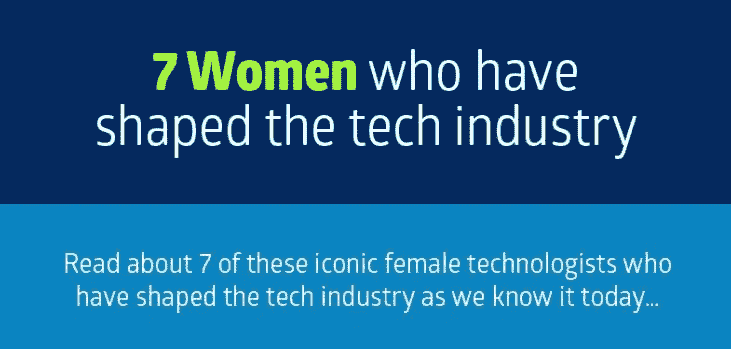 7 Women who have
shaped the tech industry
Read about 7 of these iconic female technologists who
have shaped the tech industry as we know it today...